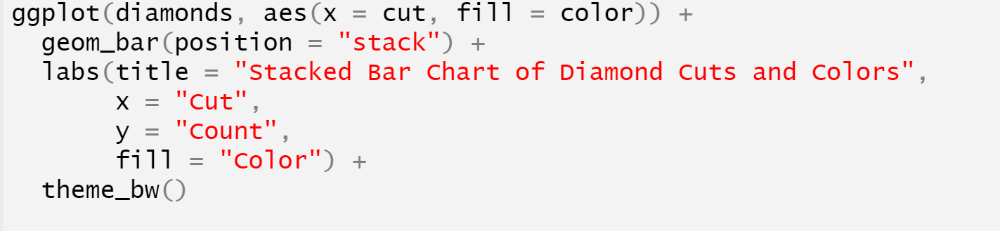 ggplot(diamonds, aes(x = cut, fill = color)) +
  geom_bar(position = "stack") +
  labs(title = "Stacked Bar Chart of Diamond Cuts and Colors",
       x = "Cut",
       y = "Count",
       fill = "Color") +
  theme_bw()